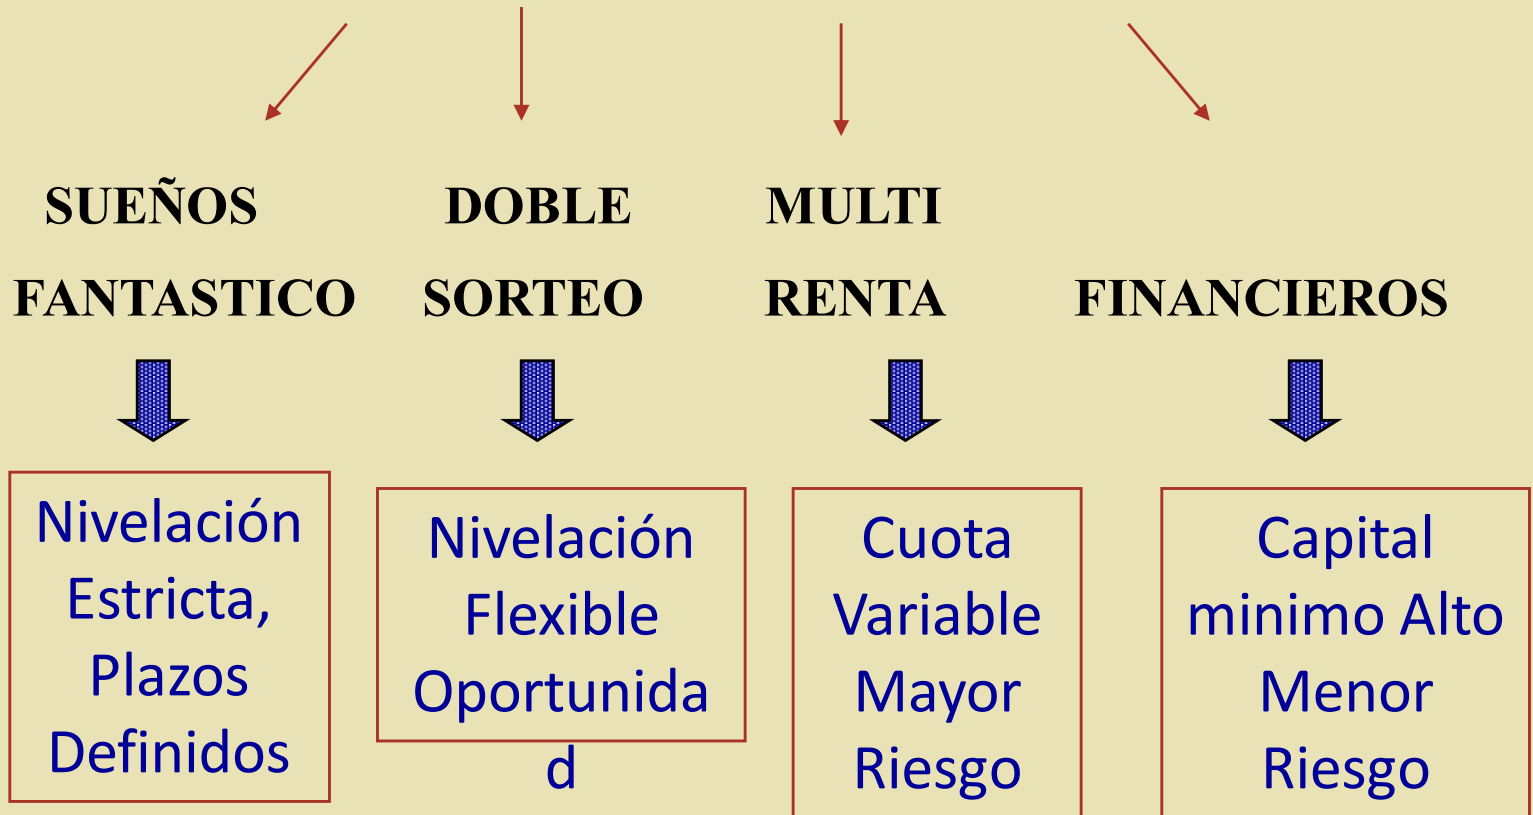 SUEÑOS
FANTASTICO
DOBLE
SORTEO
MULTI
RENTA
FINANCIEROS
Nivelación
Estricta,
Plazos
Definidos
Nivelación
Flexible
Oportunida
d
Cuota
Variable
Mayor
Riesgo
Capital
minimo Alto
Menor
Riesgo